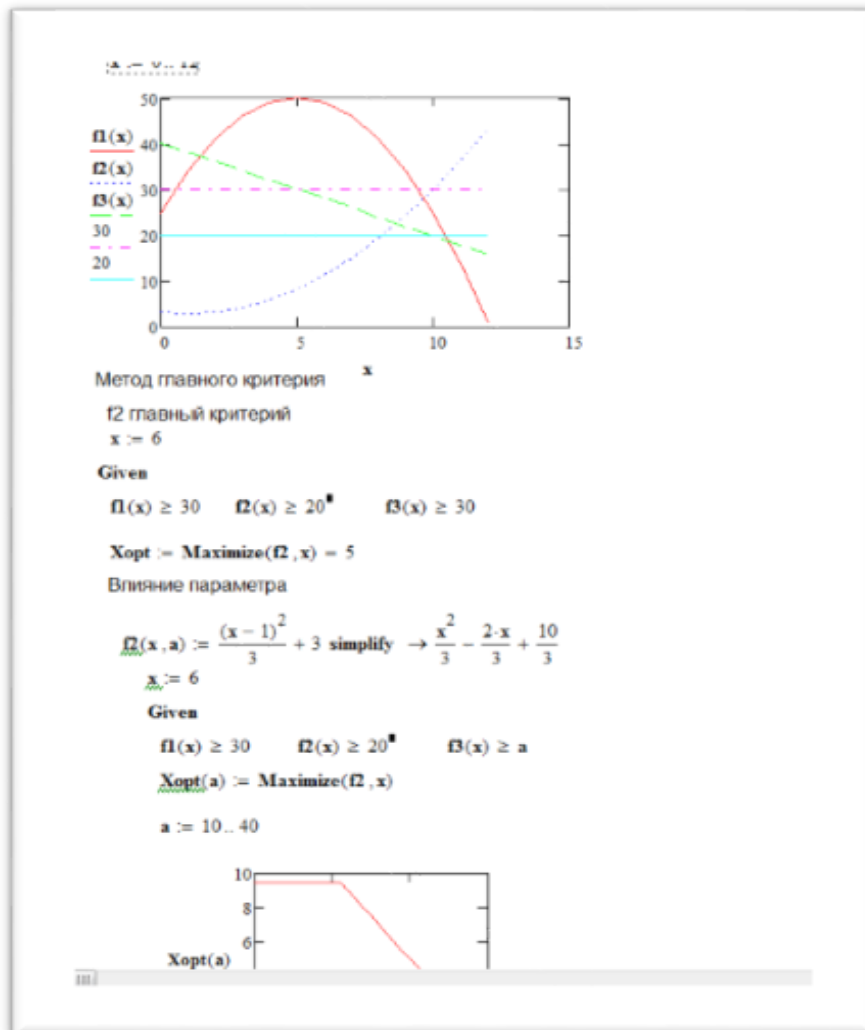 50
f1(x)
40
f2(x)
f3(x)
30
30
20
20
10
0
0 5 10 15
x
Метод главного критерия
f2 главный критерий
x := 6
Given
f1(x) ≥ 30 f2(x) ≥ 20 f3(x) ≥ 30
Xopt := Maximize(f2, x) = 5
Влияние параметра
f2(x, a) := (x − 1)²/3 + 3 simplify → x²/3 − 2·x/3 + 10/3
x := 6
Given
f1(x) ≥ 30 f2(x) ≥ 20 f3(x) ≥ a
Xopt(a) := Maximize(f2, x)
a := 10.. 40
10
8
6
Xopt(a)